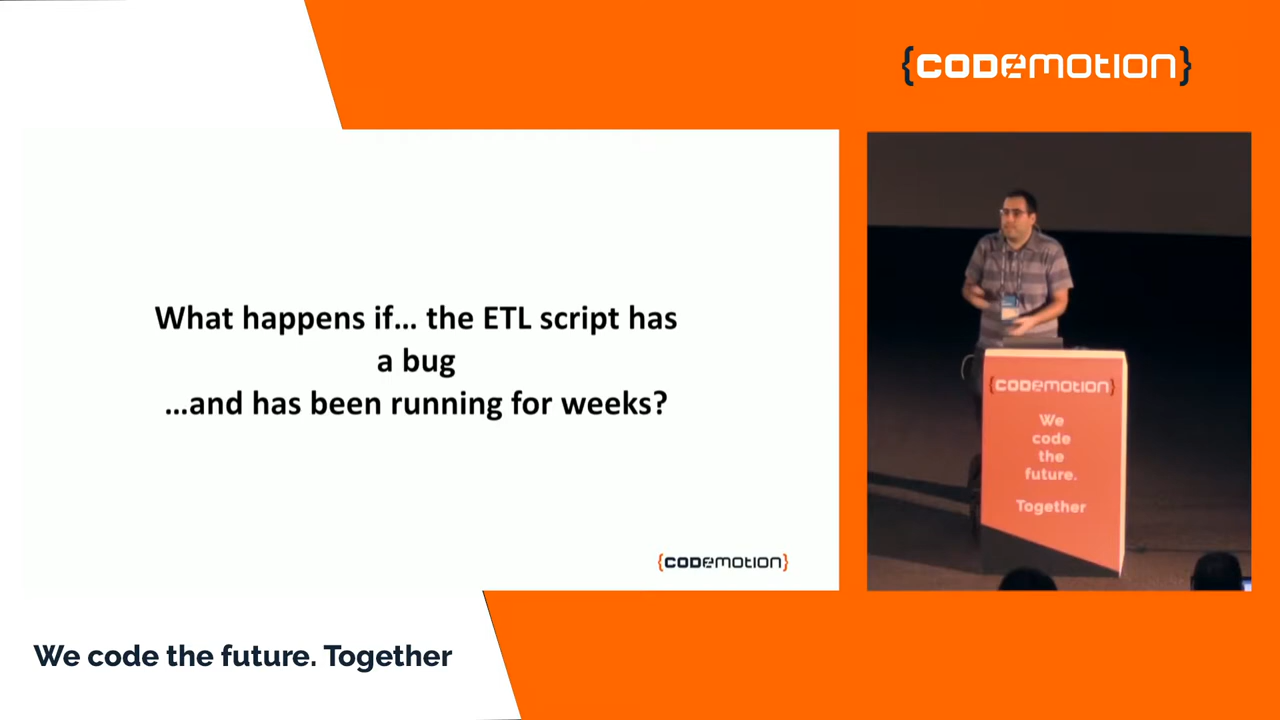 {CODEMOTION}
What happens if... the ETL script has
a bug
...and has been running for weeks?
{CODEMOTION}
{CODEMOTION}
We
code
the
future.
Together
We code the future. Together